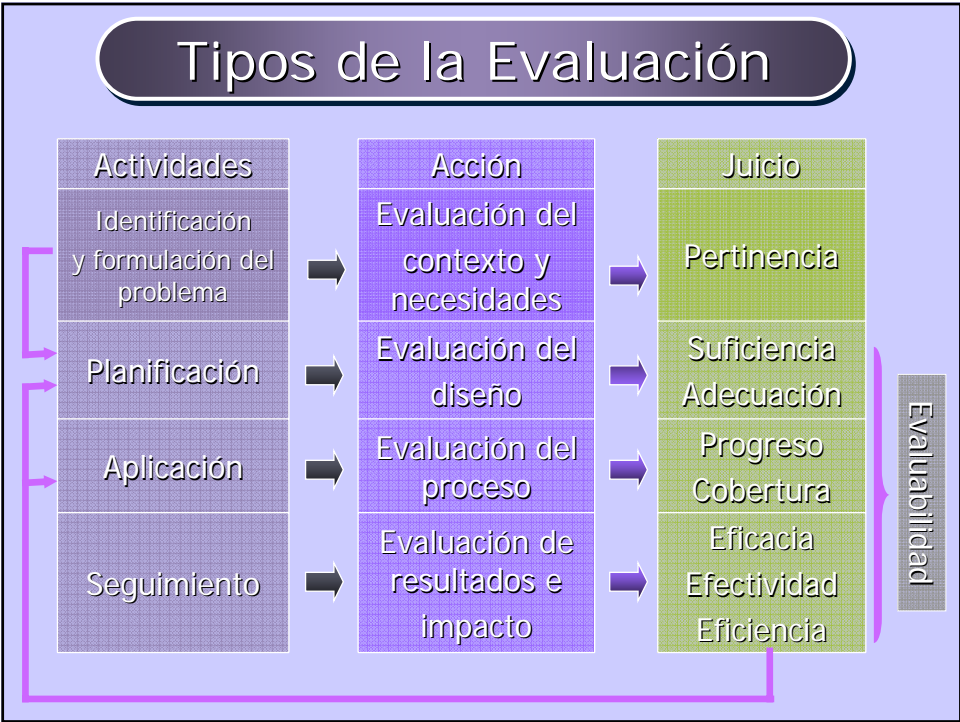 Tipos de la Evaluación
Actividades
Acción
Juicio
Identificación
y formulación del
problema
Evaluación del
contexto y
necesidades
Pertinencia
Planificación
Evaluación del
diseño
Suficiencia
Adecuación
Aplicación
Evaluación del
proceso
Progreso
Cobertura
Seguimiento
Evaluación de
resultados e
impacto
Eficacia
Efectividad
Eficiencia
Evaluabilidad